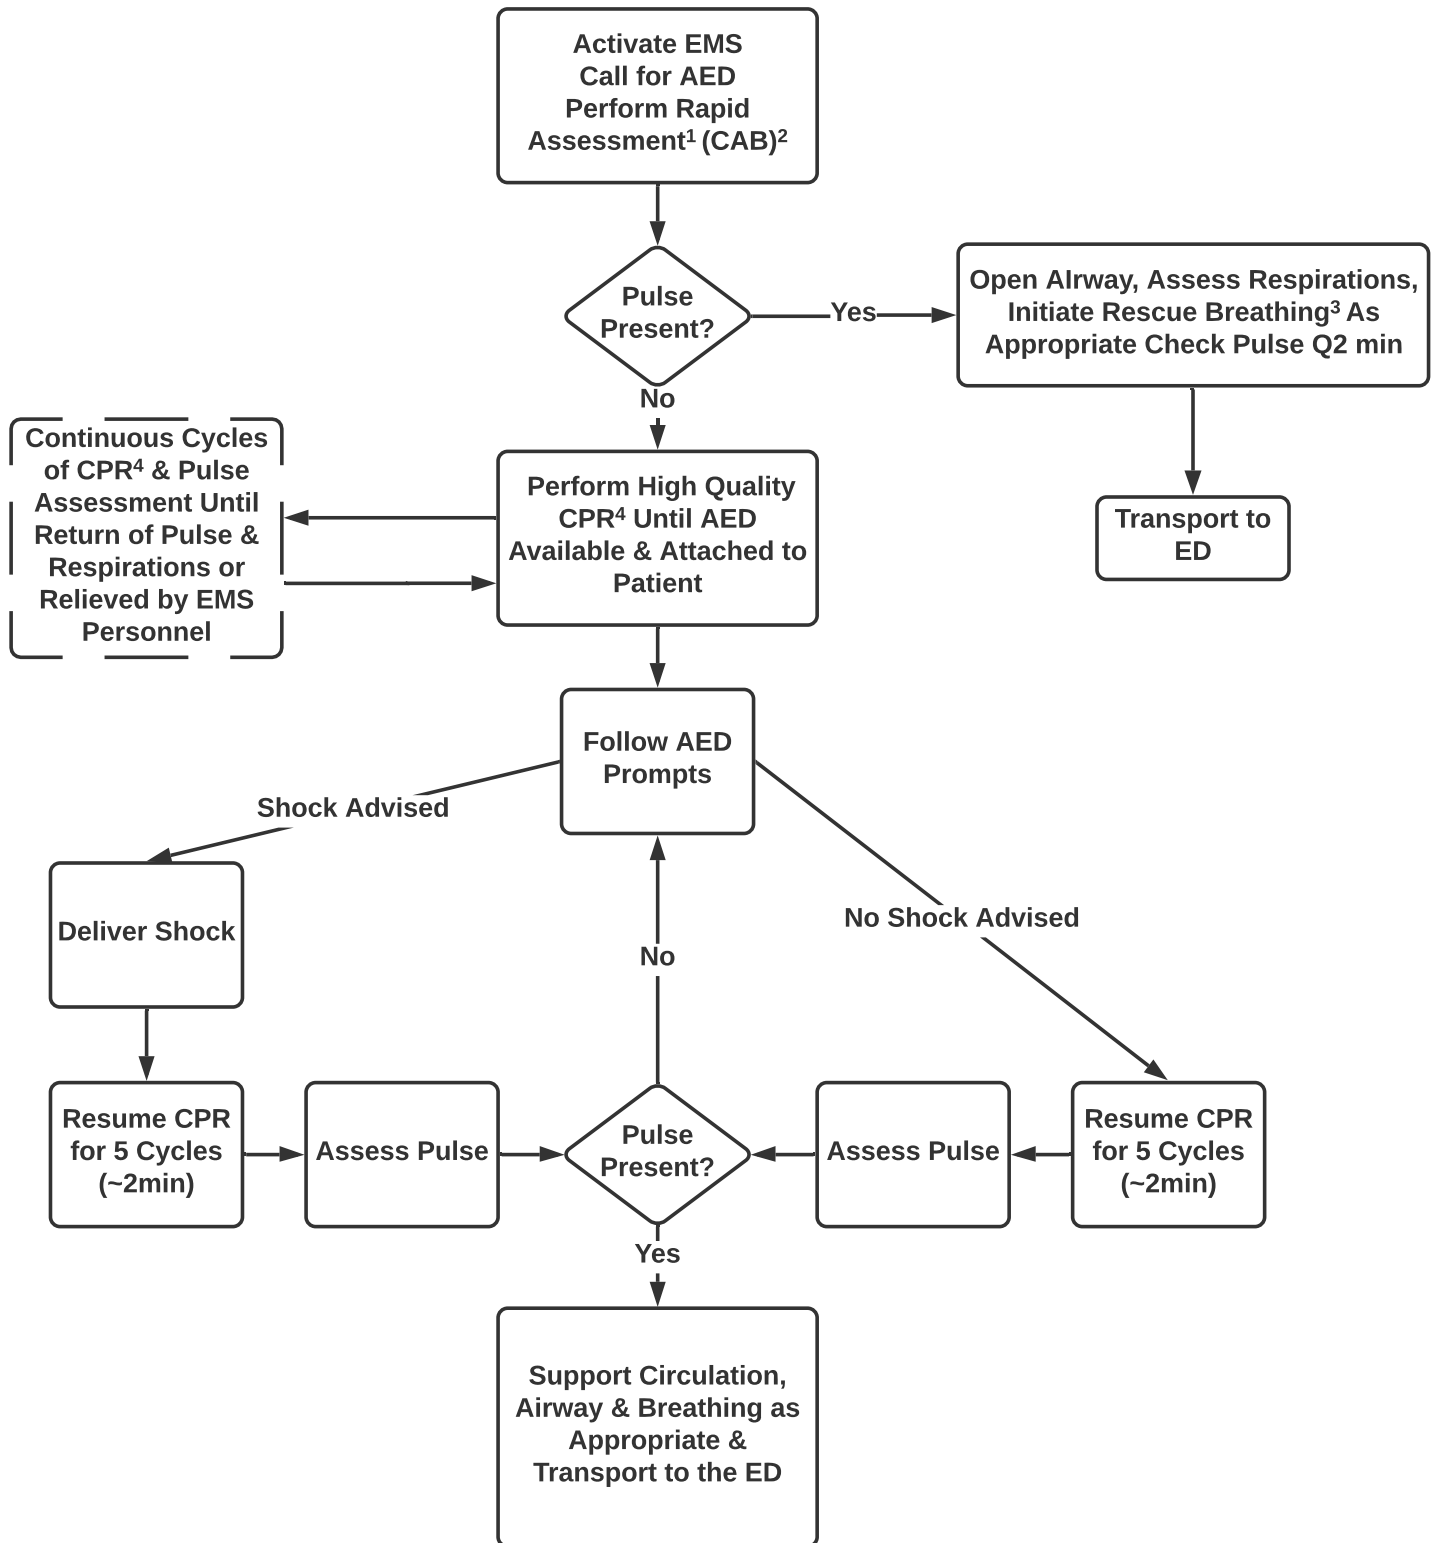 Activate EMS
Call for AED
Perform Rapid
Assessment¹ (CAB)²
Pulse
Present?
Yes
Open AIrway, Assess Respirations,
Initiate Rescue Breathing³ As
Appropriate Check Pulse Q2 min
No
Transport to
ED
Continuous Cycles
of CPR⁴ & Pulse
Assessment Until
Return of Pulse &
Respirations or
Relieved by EMS
Personnel
Perform High Quality
CPR⁴ Until AED
Available & Attached to
Patient
Follow AED
Prompts
Shock Advised
No Shock Advised
Deliver Shock
No
Resume CPR
for 5 Cycles
(~2min)
Assess Pulse
Pulse
Present?
Assess Pulse
Resume CPR
for 5 Cycles
(~2min)
Yes
Support Circulation,
Airway & Breathing as
Appropriate &
Transport to the ED